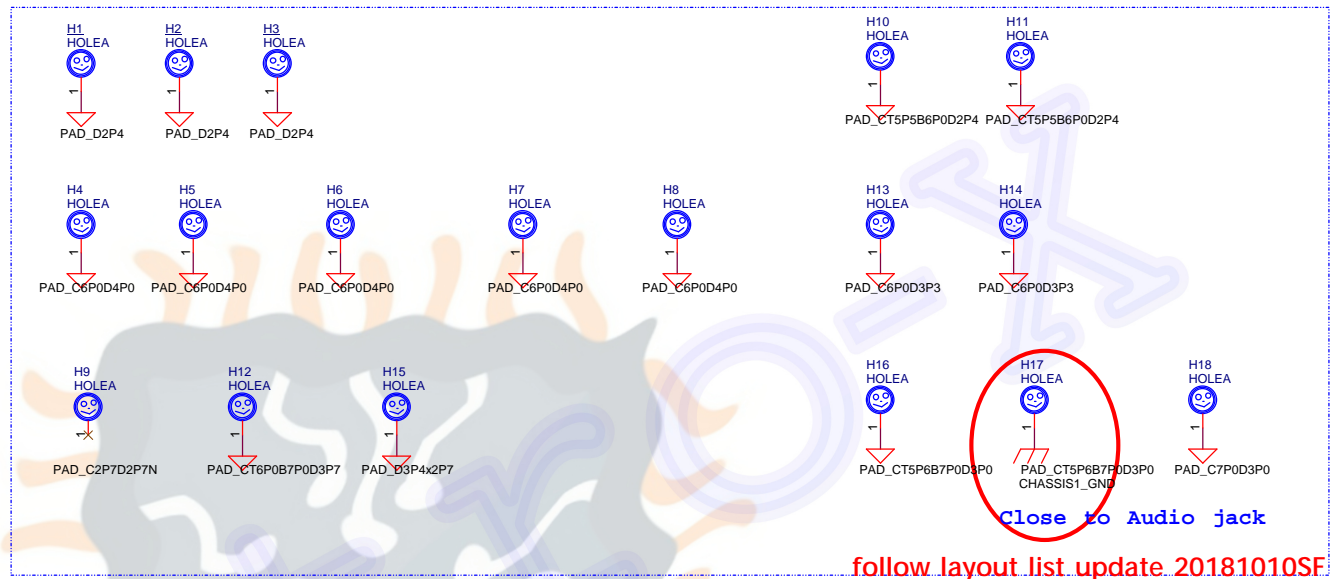 H1 H2 H3 H10 H11
HOLEA HOLEA HOLEA HOLEA HOLEA
1 1 1 1 1
PAD_D2P4 PAD_D2P4 PAD_D2P4 PAD_CT5P5B6P0D2P4 PAD_CT5P5B6P0D2P4
H4 H5 H6 H7 H8 H13 H14
HOLEA HOLEA HOLEA HOLEA HOLEA HOLEA HOLEA
1 1 1 1 1 1 1
PAD_C6P0D4P0 PAD_C6P0D4P0 PAD_C6P0D4P0 PAD_C6P0D4P0 PAD_C6P0D4P0 PAD_C6P0D3P3 PAD_C6P0D3P3
H9 H12 H15 H16 H17 H18
HOLEA HOLEA HOLEA HOLEA HOLEA HOLEA
1 1 1 1 1 1
PAD_C2P7D2P7N PAD_CT6P0B7P0D3P7 PAD_D3P4x2P7 PAD_CT5P6B7P0D3P0 PAD_CT5P6B7P0D3P0 PAD_C7P0D3P0
CHASSIS1_GND
Close to Audio jack
follow layout list update 20181010SF